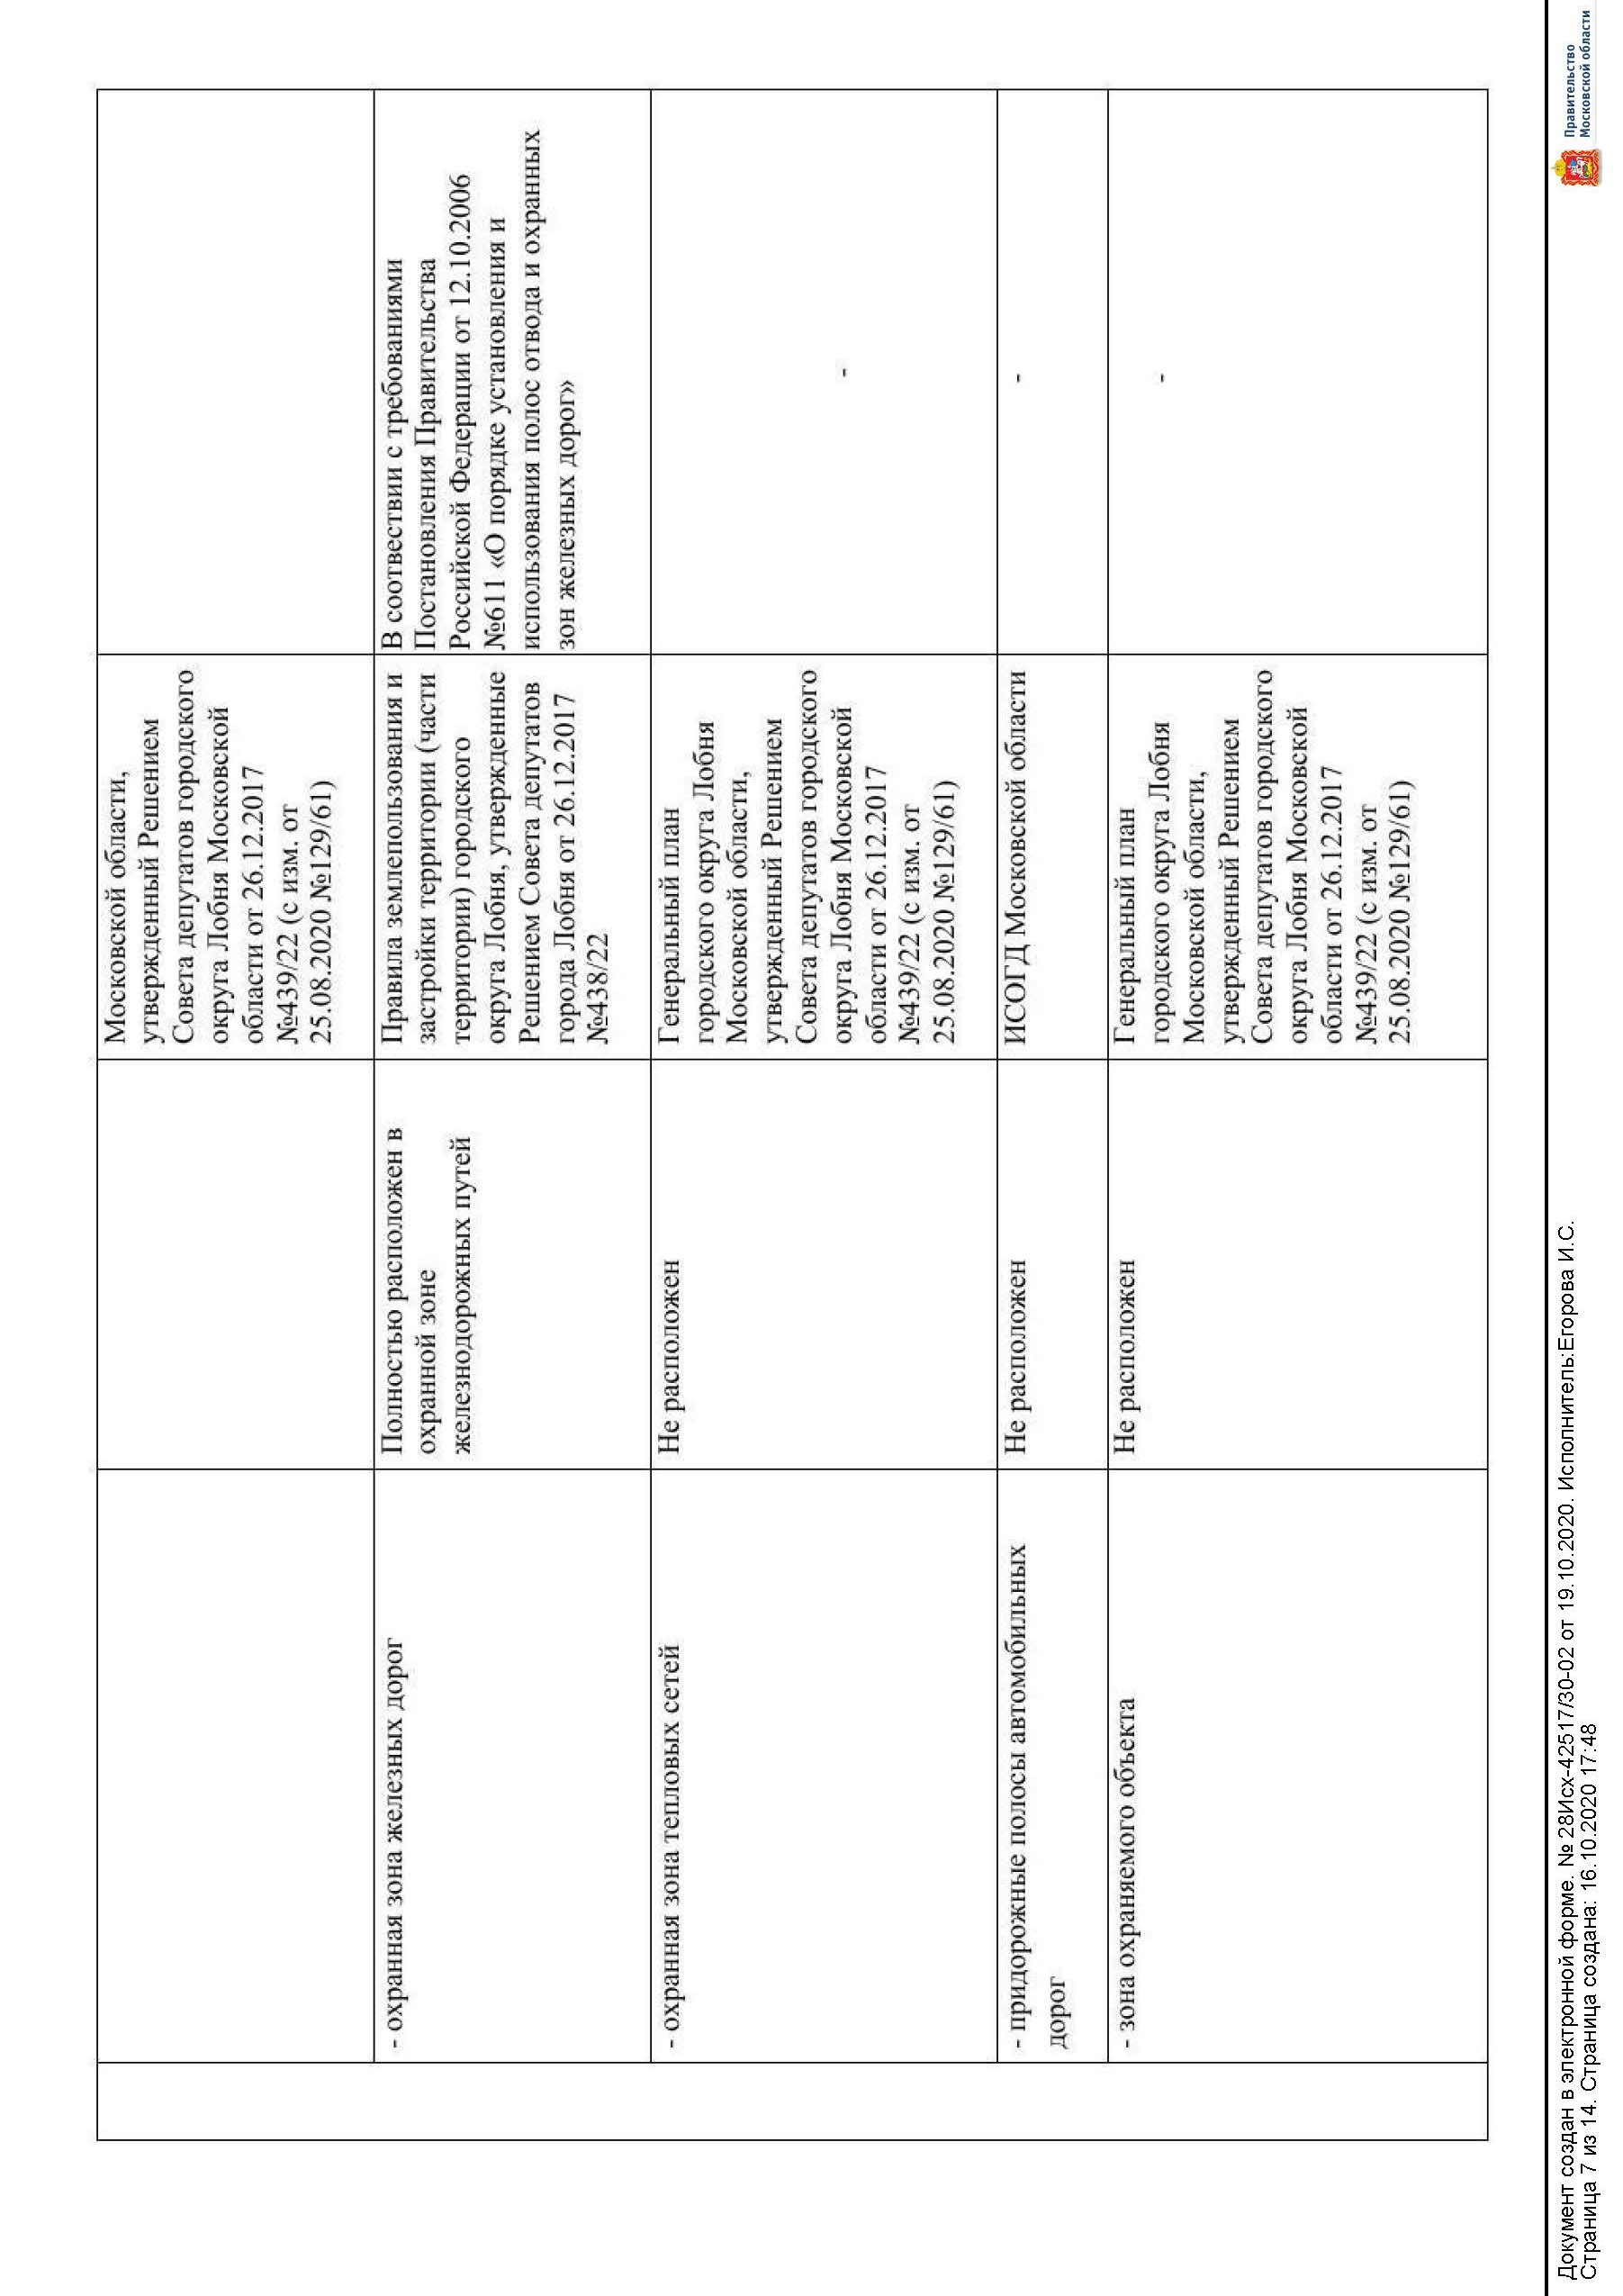 Московской области,
утвержденный Решением
Совета депутатов городского
округа Лобня Московской
области от 26.12.2017
№439/22 (с изм. от
25.08.2020 №129/61)
- охранная зона железных дорог
Полностью расположен в
охранной зоне
железнодорожных путей
Правила землепользования и
застройки территории (части
территории) городского
округа Лобня, утвержденные
Решением Совета депутатов
города Лобня от 26.12.2017
№438/22
В соотвествии с требованиями
Постановления Правительства
Российской Федерации от 12.10.2006
№611 «О порядке установления и
использования полос отвода и охранных
зон железных дорог»
- охранная зона тепловых сетей
Не расположен
Генеральный план
городского округа Лобня
Московской области,
утвержденный Решением
Совета депутатов городского
округа Лобня Московской
области от 26.12.2017
№439/22 (с изм. от
25.08.2020 №129/61)
-
- придорожные полосы автомобильных
дорог
Не расположен
ИСОГД Московской области
-
- зона охраняемого объекта
Не расположен
Генеральный план
городского округа Лобня
Московской области,
утвержденный Решением
Совета депутатов городского
округа Лобня Московской
области от 26.12.2017
№439/22 (с изм. от
25.08.2020 №129/61)
-
Документ создан в электронной форме. № 28Исх-42517/30-02 от 19.10.2020. Исполнитель:Егорова И.С.
Страница 7 из 14. Страница создана: 16.10.2020 17:48
Правительство
Московской области